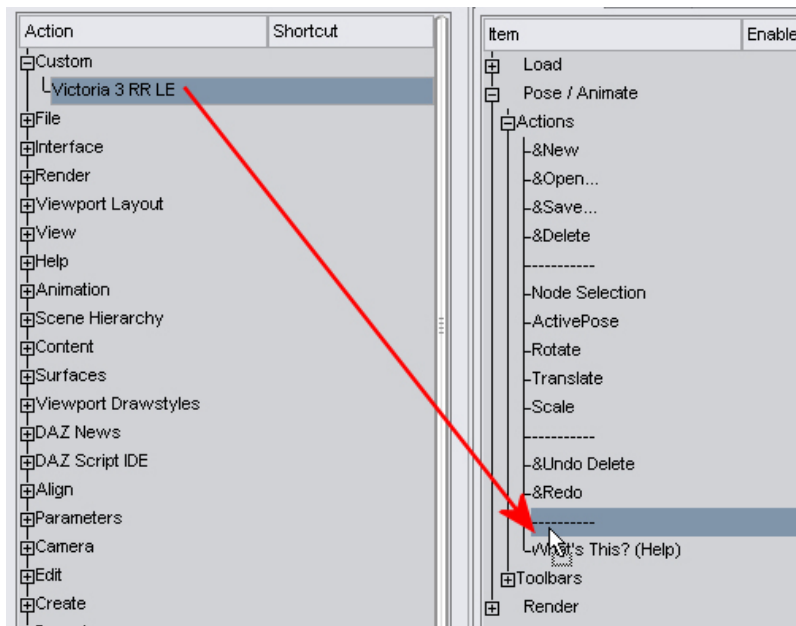 Action Shortcut
Custom
Victoria 3 RR LE
File
Interface
Render
Viewport Layout
View
Help
Animation
Scene Hierarchy
Content
Surfaces
Viewport Drawstyles
DAZ News
DAZ Script IDE
Align
Parameters
Camera
Edit
Create
Item Enable
Load
Pose / Animate
Actions
&New
&Open...
&Save...
&Delete
-----------
Node Selection
ActivePose
Rotate
Translate
Scale
-----------
&Undo Delete
&Redo
-----------
What's This? (Help)
Toolbars
Render